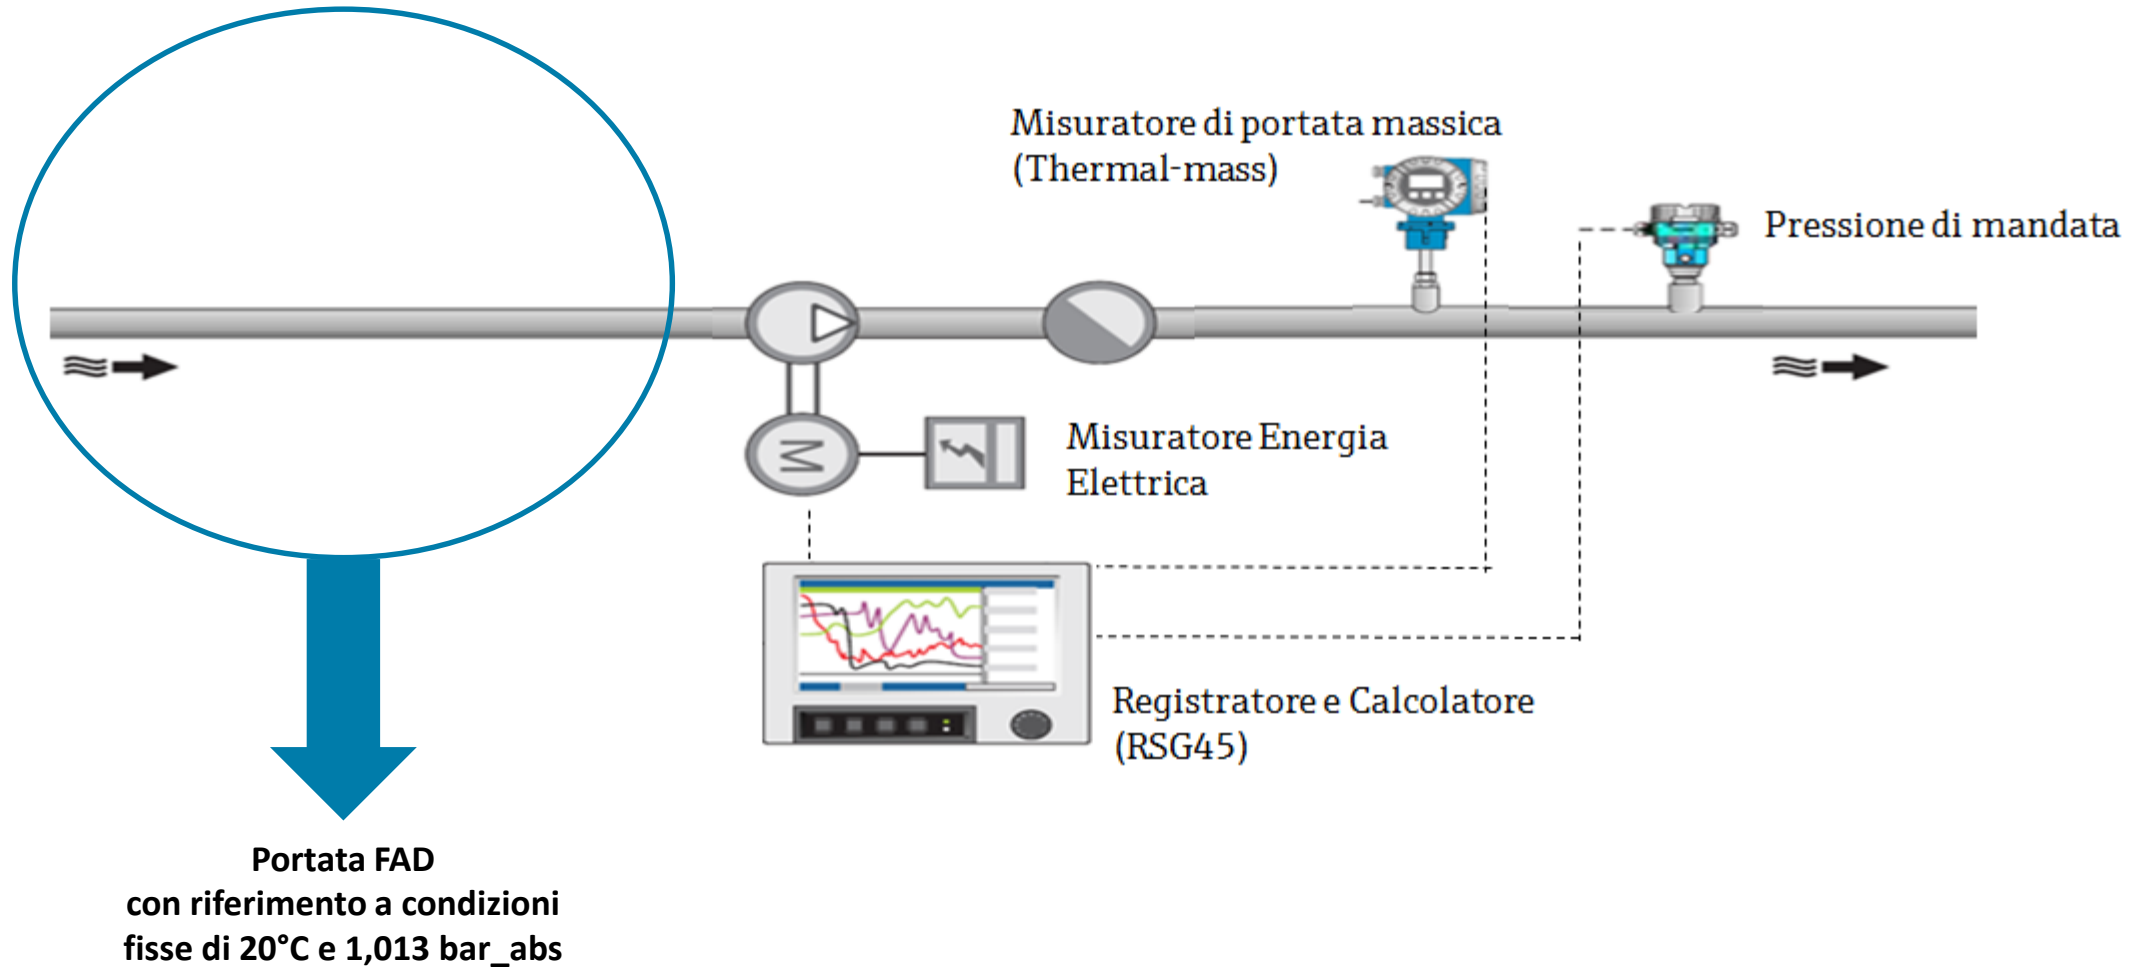 Misuratore di portata massica
(Thermal-mass)
Pressione di mandata
M
Misuratore Energia
Elettrica
Registratore e Calcolatore
(RSG45)
Portata FAD
con riferimento a condizioni
fisse di 20°C e 1,013 bar_abs